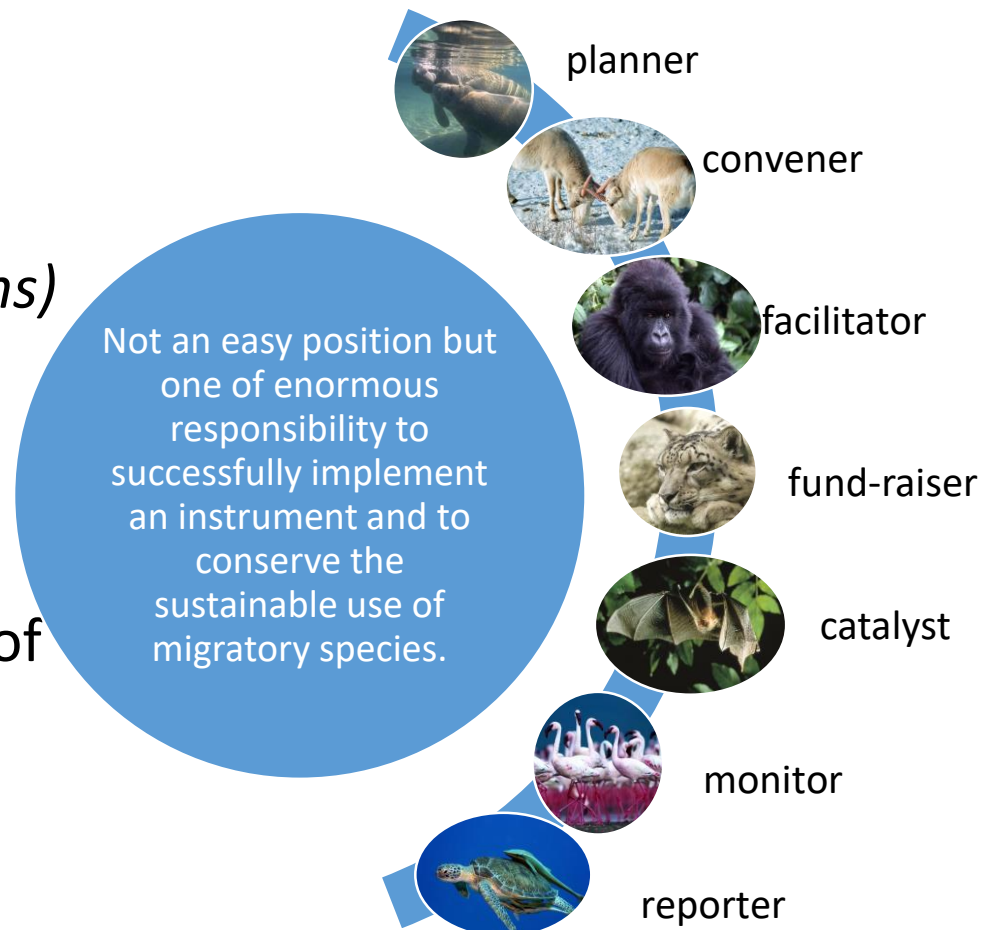 planner
convener
facilitator
fund-raiser
catalyst
monitor
reporter
ns)
of
Not an easy position but
one of enormous
responsibility to
successfully implement
an instrument and to
conserve the
sustainable use of
migratory species.